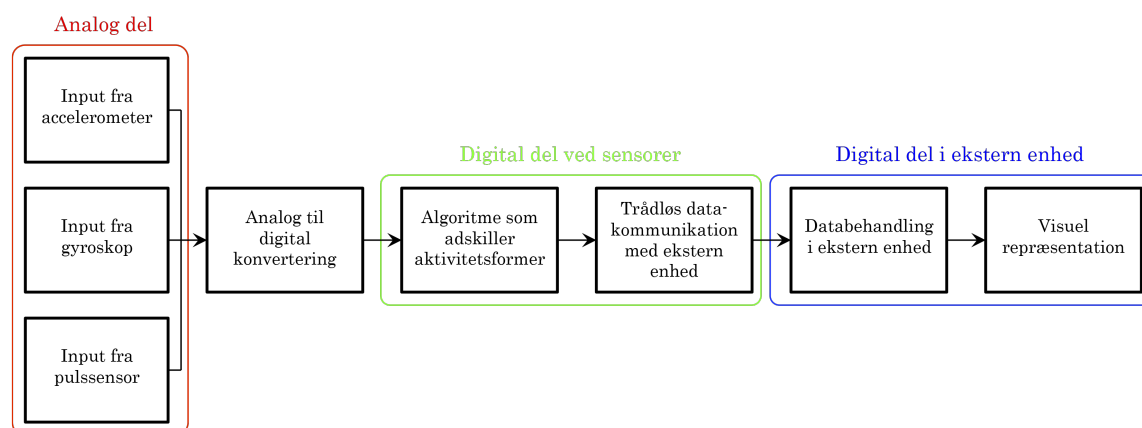 Analog del
Input fra
accelerometer
Input fra
gyroskop
Input fra
pulssensor
Analog til
digital
konvertering
Digital del ved sensorer
Algoritme som
adskiller
aktivitetsformer
Trådløs data-
kommunikation
med ekstern
enhed
Digital del i ekstern enhed
Databehandling
i ekstern enhed
Visuel
repræsentation